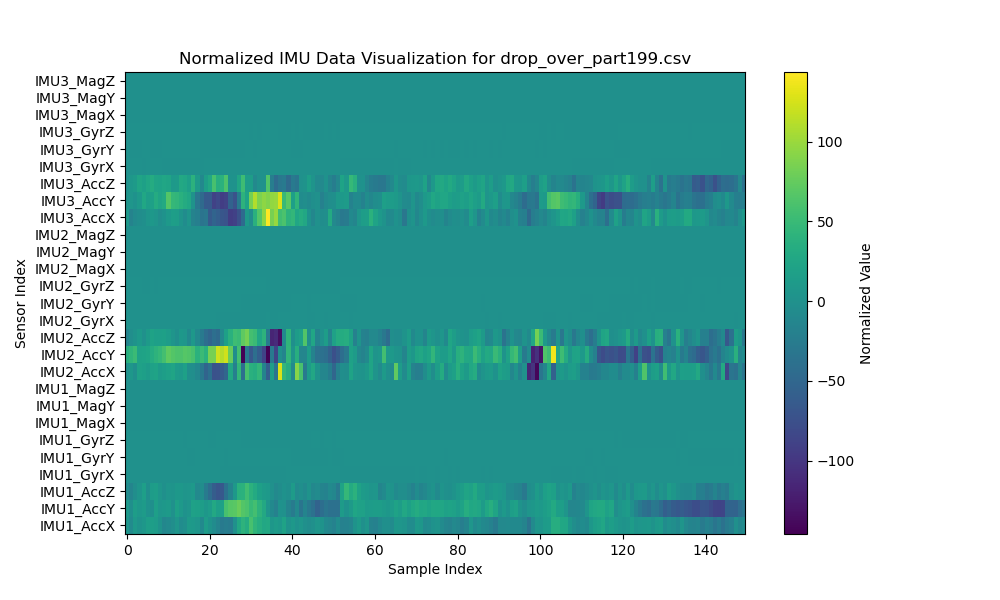 Normalized IMU Data Visualization for drop_over_part199.csv
IMU3_MagZ
IMU3_MagY
IMU3_MagX
IMU3_GyrZ
IMU3_GyrY
IMU3_GyrX
IMU3_AccZ
IMU3_AccY
IMU3_AccX
IMU2_MagZ
IMU2_MagY
IMU2_MagX
IMU2_GyrZ
IMU2_GyrY
IMU2_GyrX
IMU2_AccZ
IMU2_AccY
IMU2_AccX
IMU1_MagZ
IMU1_MagY
IMU1_MagX
IMU1_GyrZ
IMU1_GyrY
IMU1_GyrX
IMU1_AccZ
IMU1_AccY
IMU1_AccX
Sensor Index
0 20 40 60 80 100 120 140
Sample Index
100
50
0
−50
−100
Normalized Value